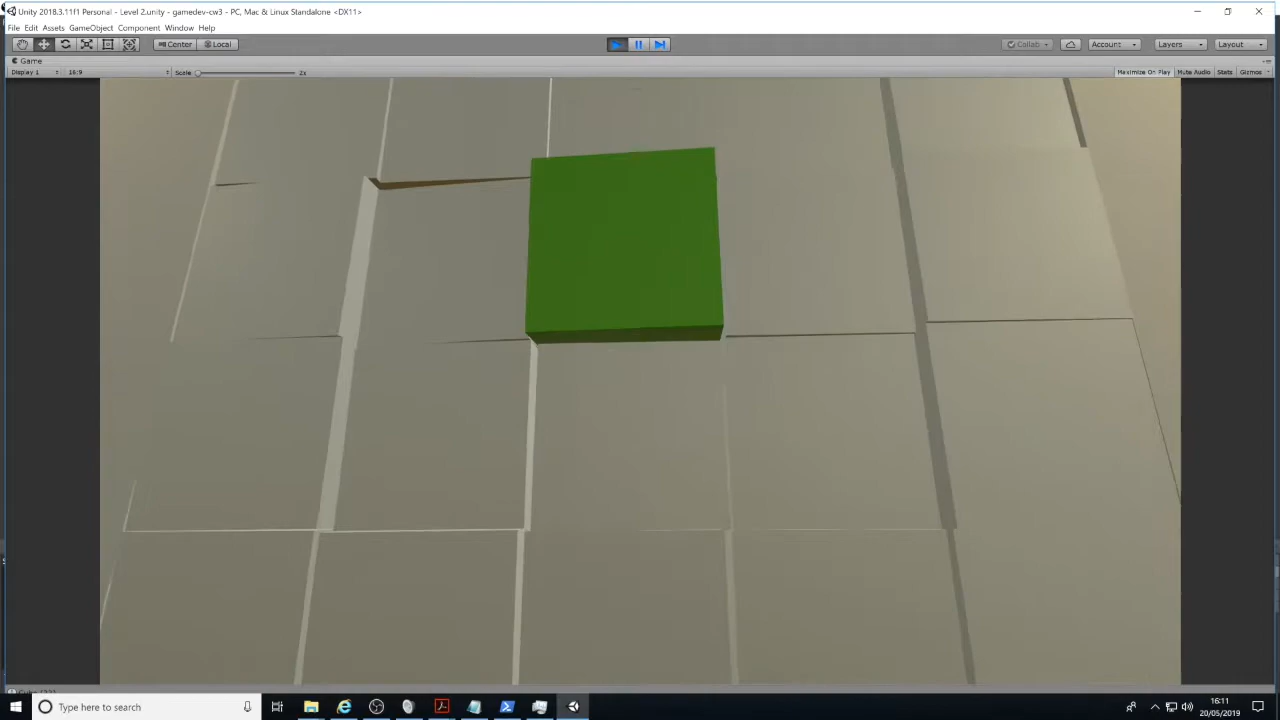 Unity 2018.3.11f1 Personal - Level 2.unity - gamedev-cw3 - PC, Mac & Linux Standalone <DX11>
File Edit Assets GameObject Component Window Help
Center Local Collab Account Layers Layout
Game
Display 1 16:9 Scale 2x Maximize On Play Mute Audio Stats Gizmos
Type here to search
16:11
20/05/2019